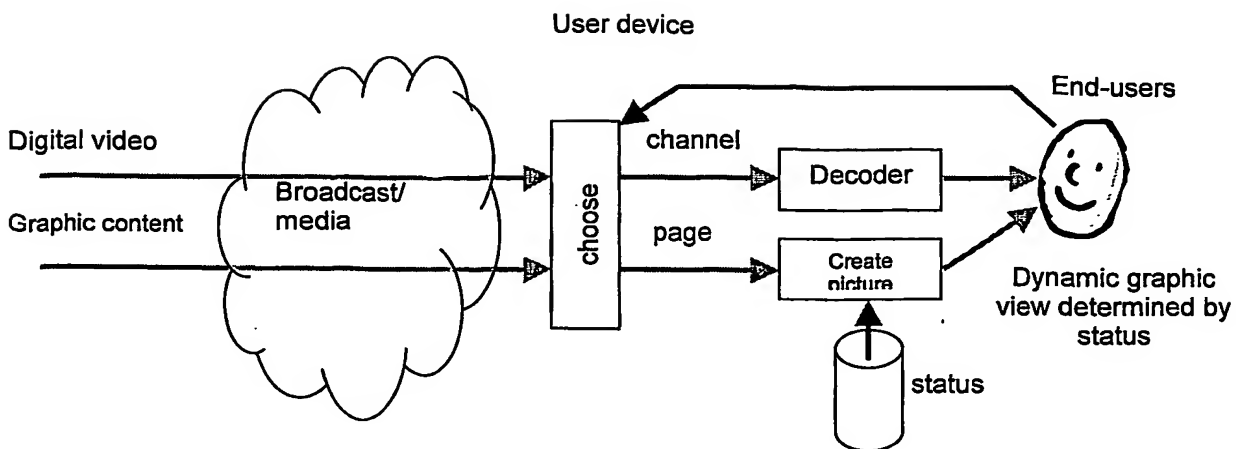 User device
End-users
Digital video
channel
Decoder
Broadcast/
media
Graphic content
choose
page
Create
picture
Dynamic graphic
view determined by
status
status